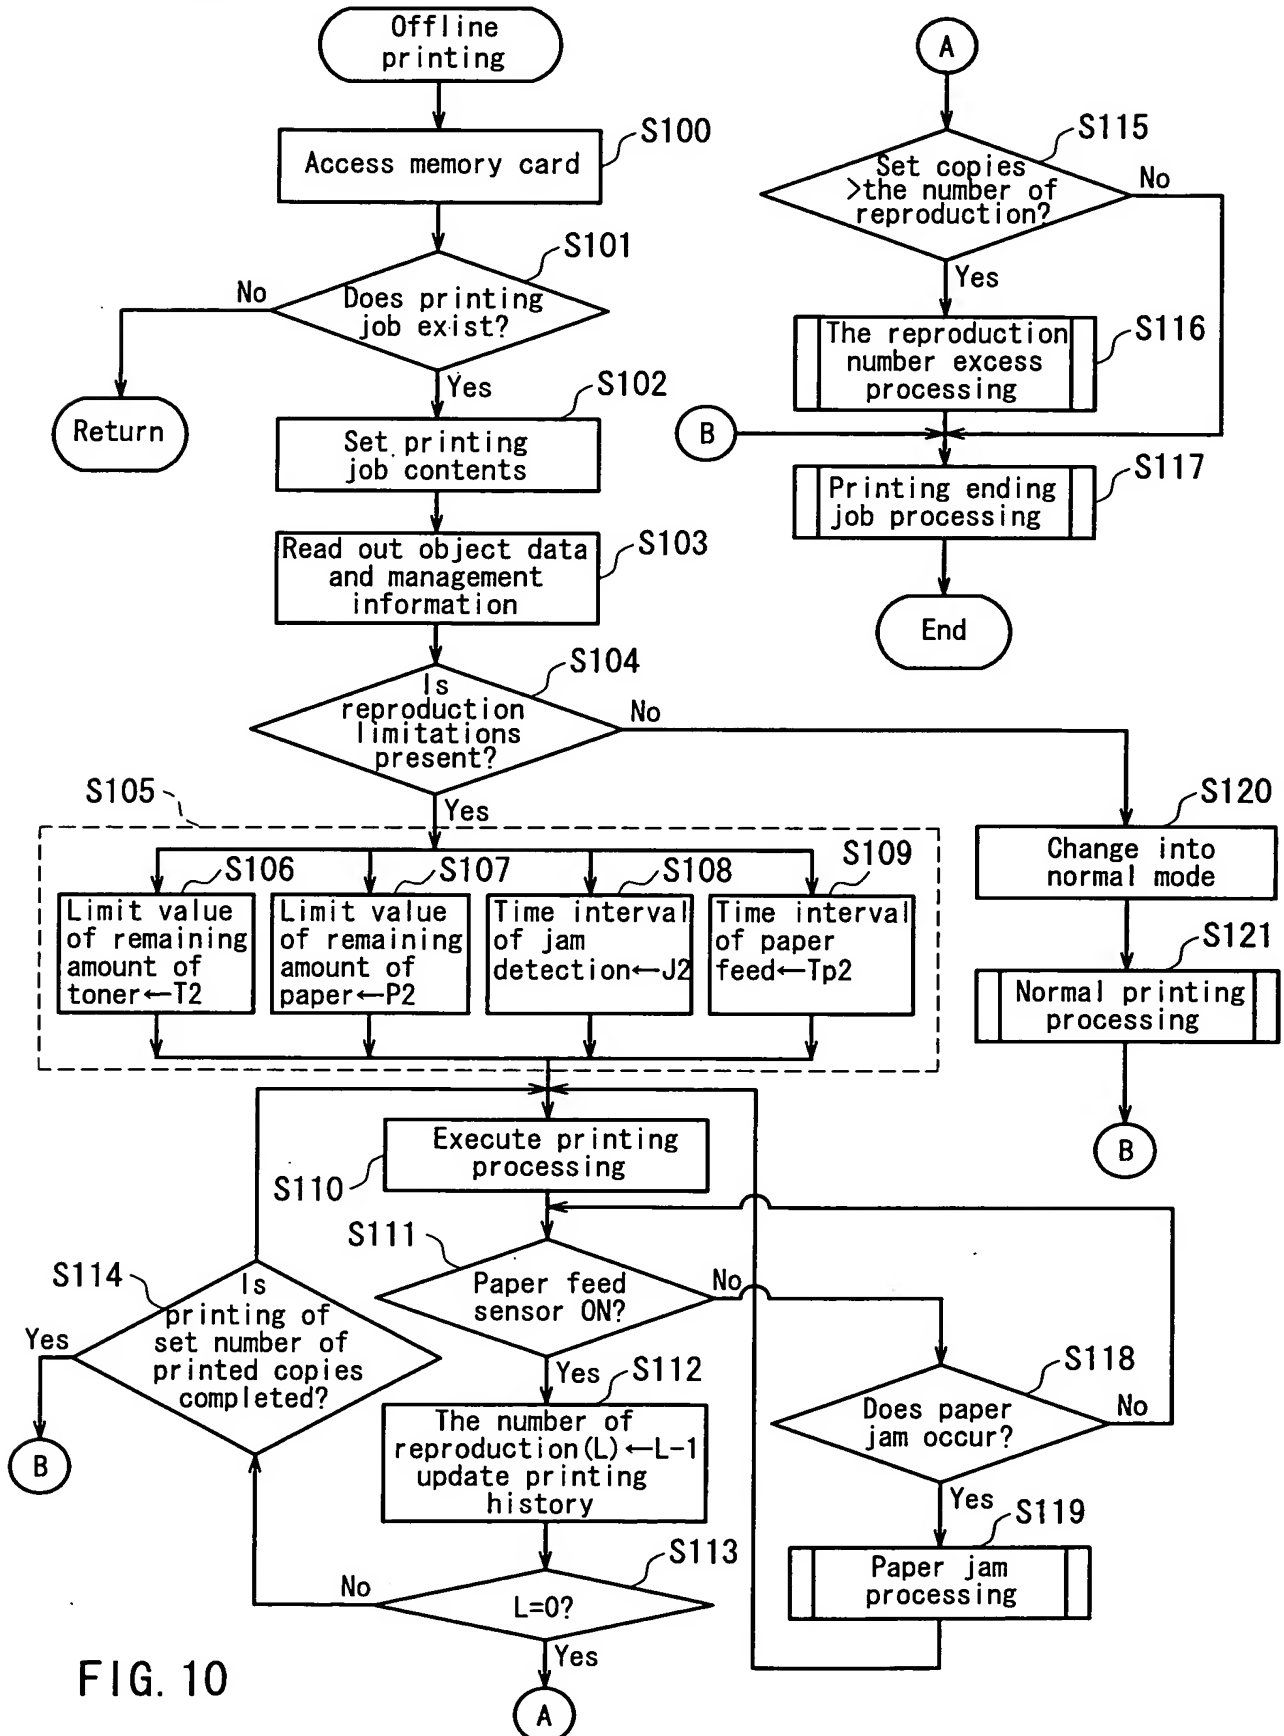 Offline
printing
S100
Access memory card
S101
Does printing
job exist?
No
Yes
Return
S102
Set printing
job contents
S103
Read out object data
and management
information
S104
Is
reproduction
limitations
present?
No
Yes
S105
S106
Limit value
of remaining
amount of
toner←T2
S107
Limit value
of remaining
amount of
paper←P2
S108
Time interval
of jam
detection←J2
S109
Time interval
of paper
feed←Tp2
S110
Execute printing
processing
S111
Paper feed
sensor ON?
No
Yes
S112
The number of
reproduction(L)←L-1
update printing
history
S113
L=0?
No
Yes
A
S114
Is
printing of
set number of
printed copies
completed?
Yes
B
A
S115
Set copies
>the number of
reproduction?
No
Yes
S116
The reproduction
number excess
processing
B
S117
Printing ending
job processing
End
S120
Change into
normal mode
S121
Normal printing
processing
B
S118
Does paper
jam occur?
No
Yes
S119
Paper jam
processing
FIG. 10